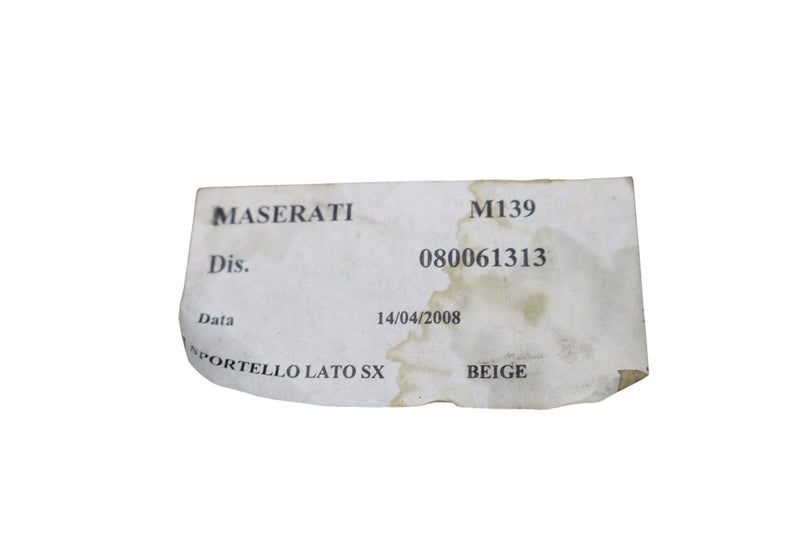 MASERATI M139
Dis. 080061313
Data 14/04/2008
SPORTELLO LATO SX BEIGE